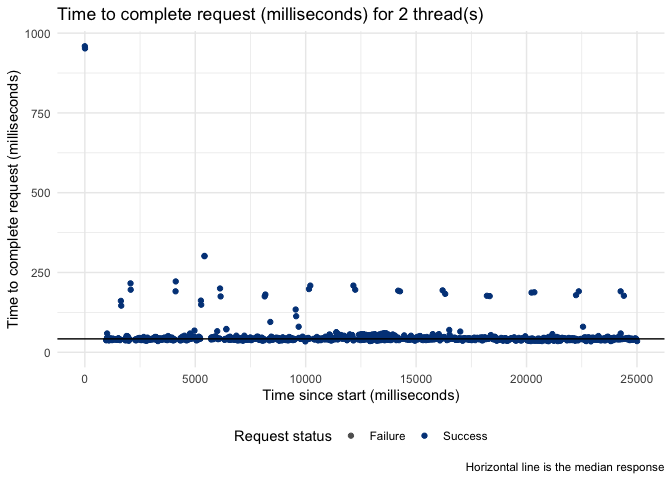 Time to complete request (milliseconds) for 2 thread(s)
1000
750
500
250
0
Time to complete request (milliseconds)
0 5000 10000 15000 20000 25000
Time since start (milliseconds)
Request status Failure Success
Horizontal line is the median response